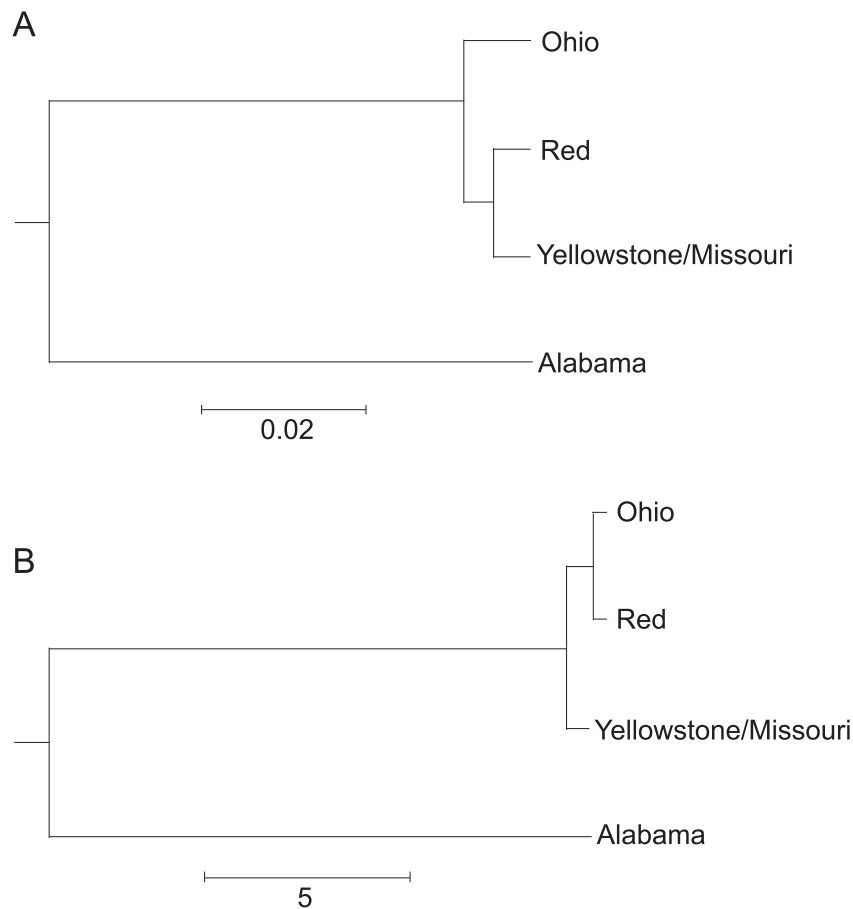 A
Ohio
Red
Yellowstone/Missouri
Alabama
0.02
B
Ohio
Red
Yellowstone/Missouri
Alabama
5